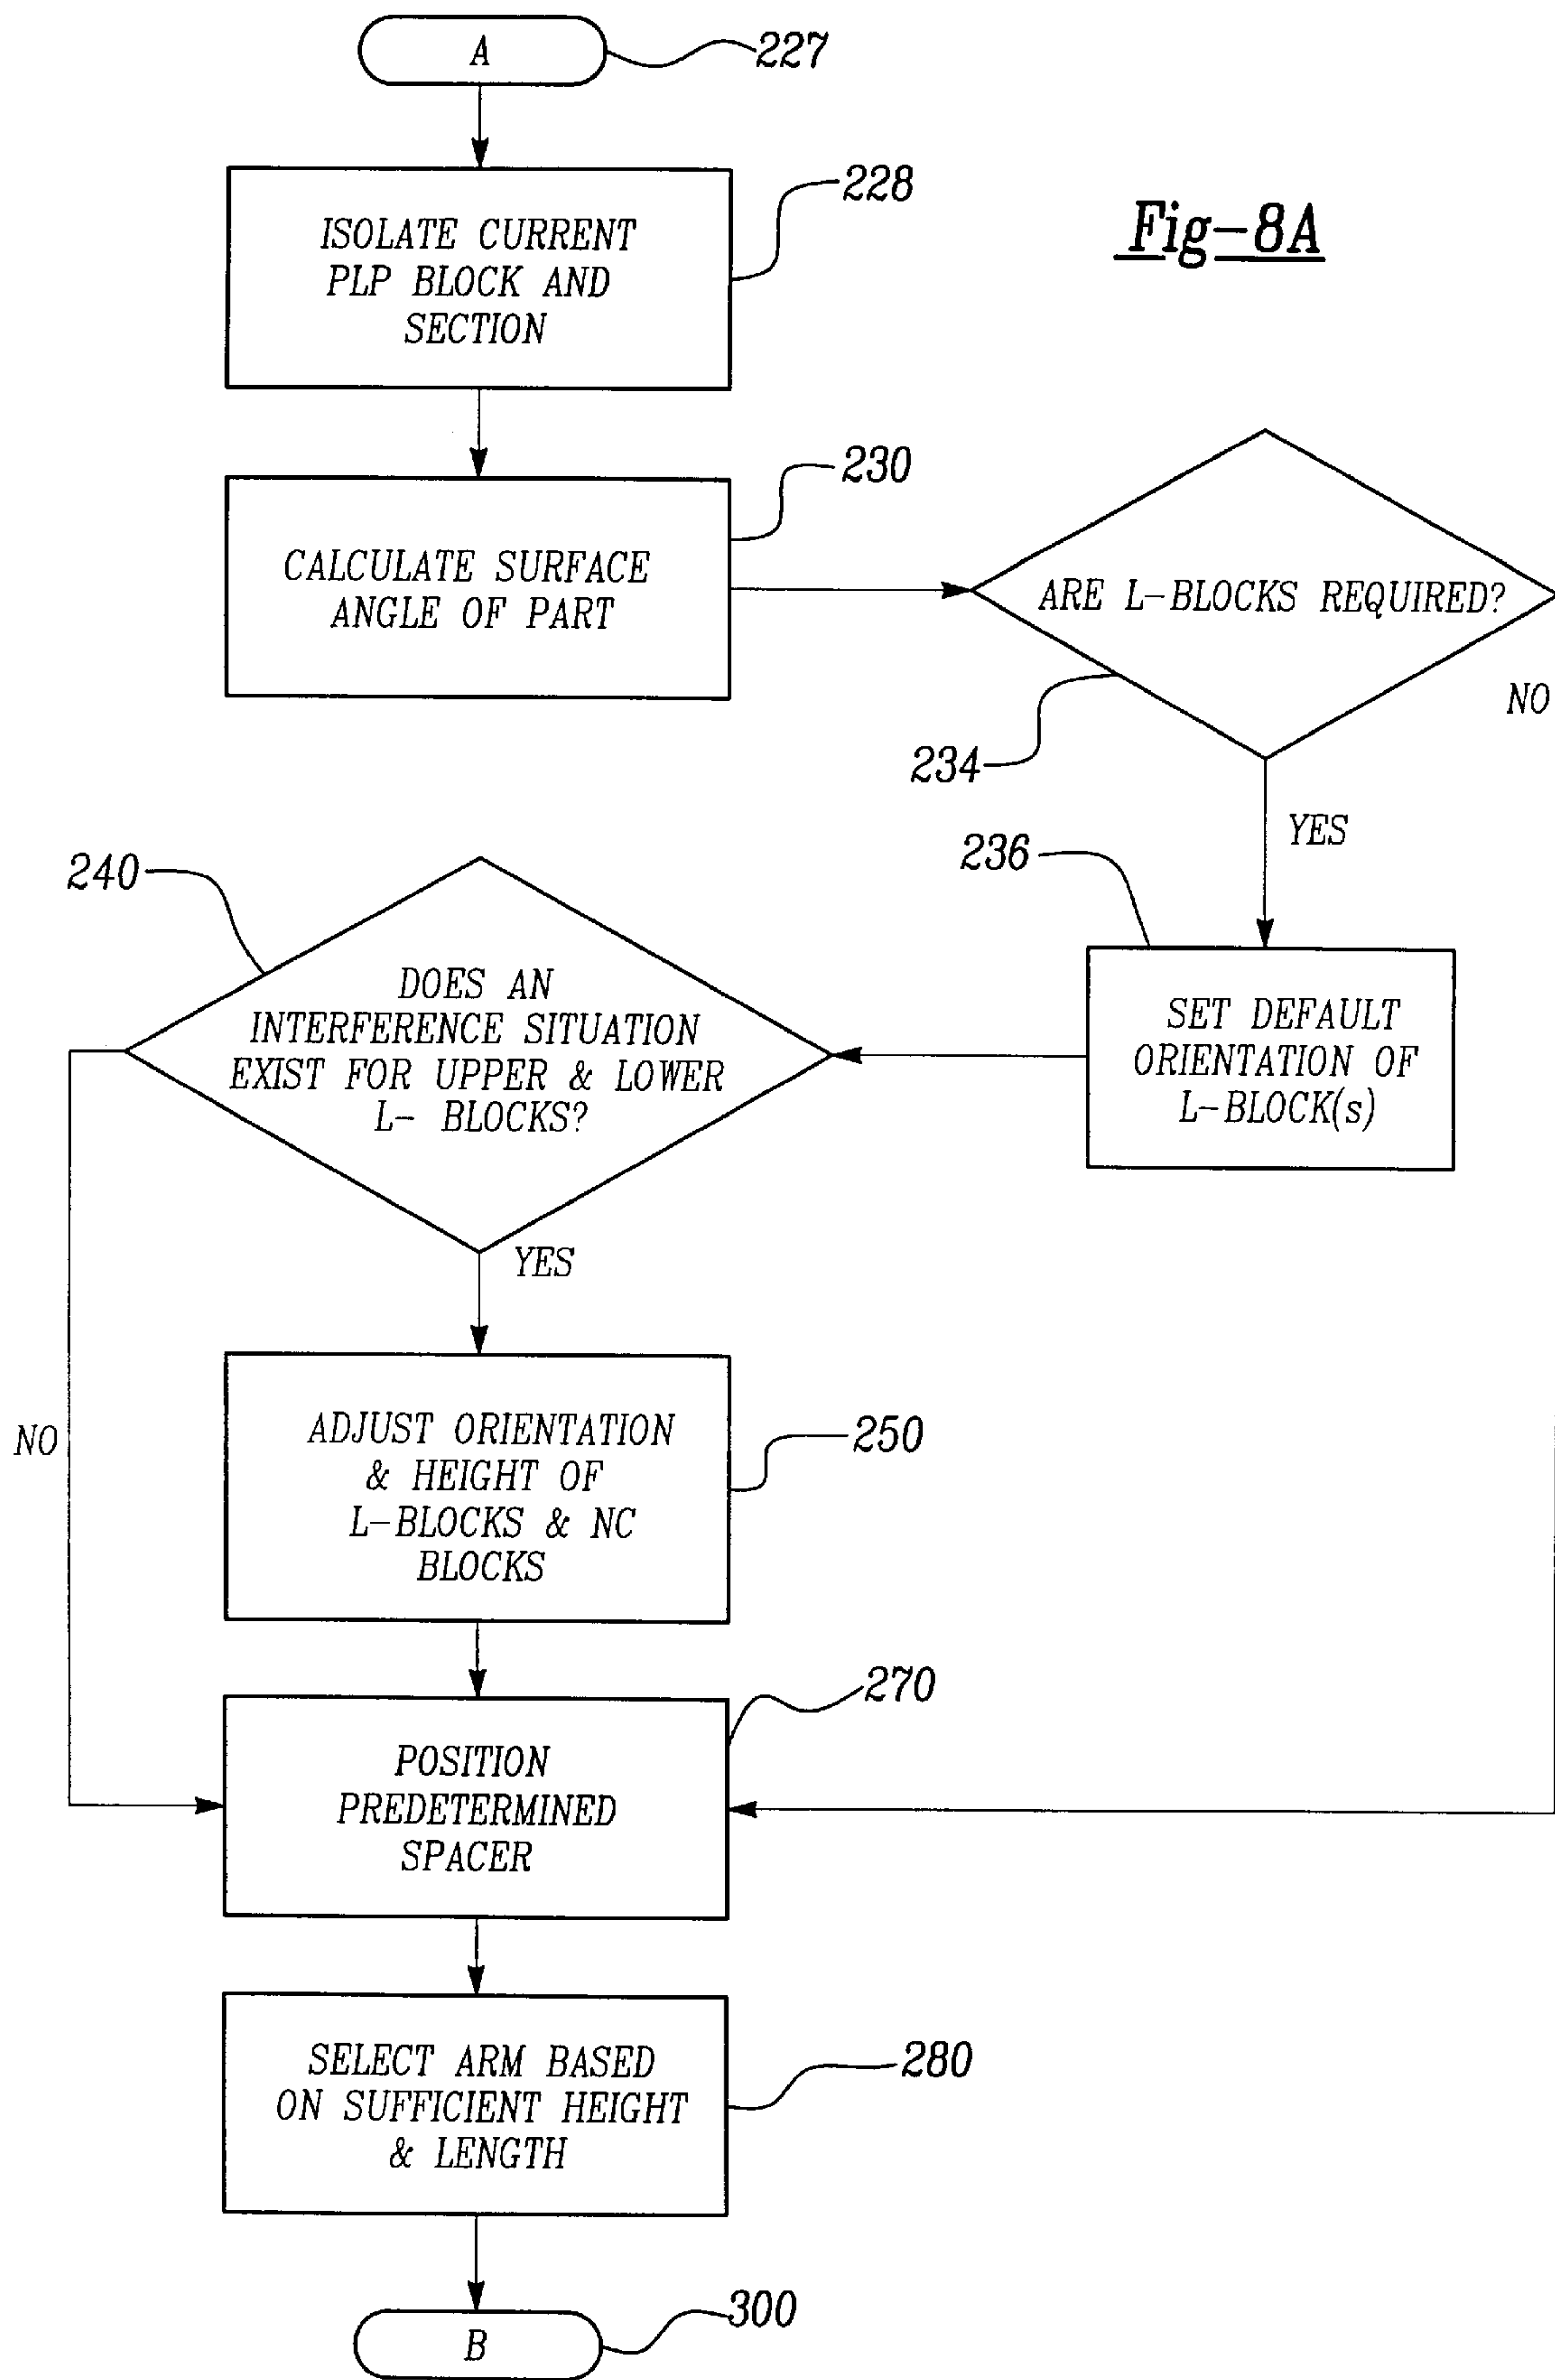 A
227
ISOLATE CURRENT
PLP BLOCK AND
SECTION
228
Fig-8A
CALCULATE SURFACE
ANGLE OF PART
230
ARE L-BLOCKS REQUIRED?
234
NO
YES
236
SET DEFAULT
ORIENTATION OF
L-BLOCK(s)
240
DOES AN
INTERFERENCE SITUATION
EXIST FOR UPPER & LOWER
L- BLOCKS?
YES
NO
ADJUST ORIENTATION
& HEIGHT OF
L-BLOCKS & NC
BLOCKS
250
POSITION
PREDETERMINED
SPACER
270
SELECT ARM BASED
ON SUFFICIENT HEIGHT
& LENGTH
280
B
300